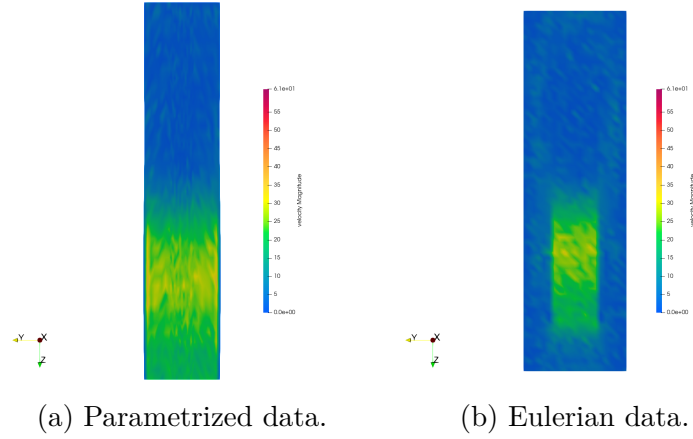 6.1e+01
55
50
45
40
35
30
25
20
15
10
5
0.0e+00
velocity Magnitude
Y
X
Z
6.1e+01
55
50
45
40
35
30
25
20
15
10
5
0.0e+00
velocity Magnitude
Y
X
Z
(a) Parametrized data.
(b) Eulerian data.